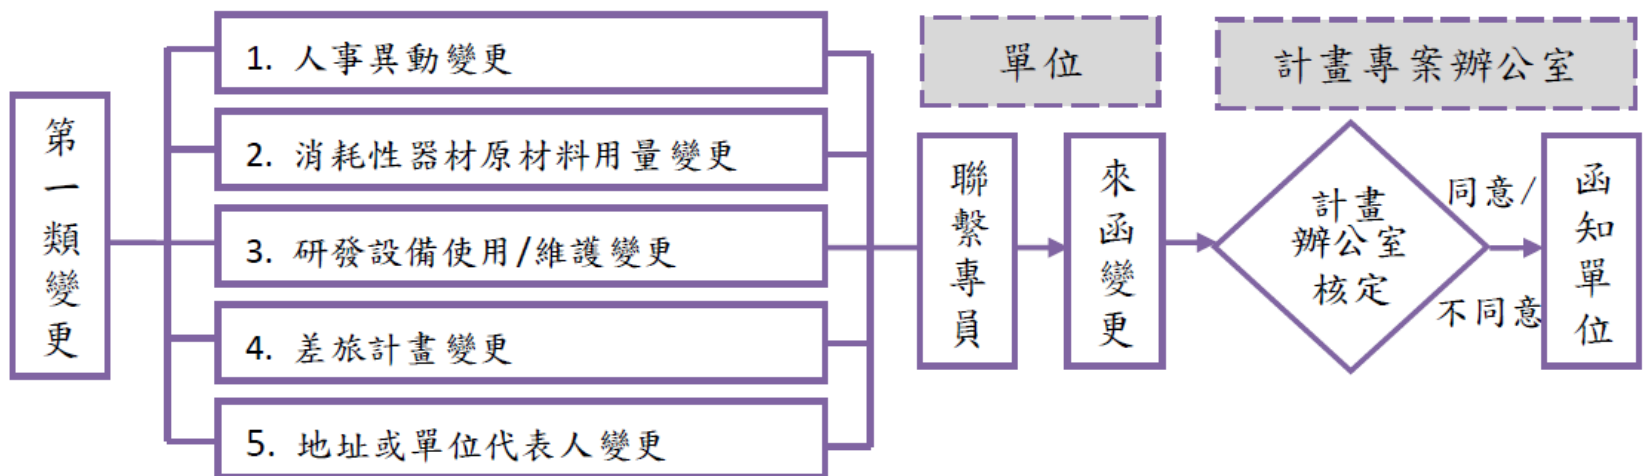 第一類變更
1. 人事異動變更
2. 消耗性器材原材料用量變更
3. 研發設備使用/維護變更
4. 差旅計畫變更
5. 地址或單位代表人變更
單位
聯繫專員
來函變更
計畫專案辦公室
計畫
辦公室
核定
同意/
不同意
函知單位